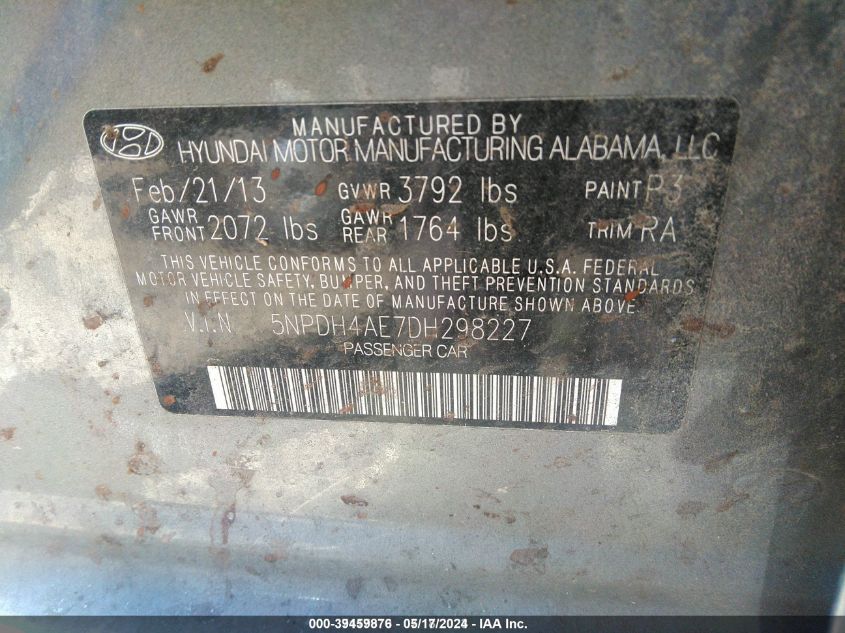 MANUFACTURED BY
HYUNDAI MOTOR MANUFACTURING ALABAMA, LLC
Feb/21/13 GVWR 3792 lbs PAINT P3
GAWR FRONT 2072 lbs GAWR REAR 1764 lbs TRIM RA
THIS VEHICLE CONFORMS TO ALL APPLICABLE U.S.A. FEDERAL
MOTOR VEHICLE SAFETY, BUMPER, AND THEFT PREVENTION STANDARDS
IN EFFECT ON THE DATE OF MANUFACTURE SHOWN ABOVE
V.I.N. 5NPDH4AE7DH298227
PASSENGER CAR
000-39459876 - 05/17/2024 - IAA Inc.